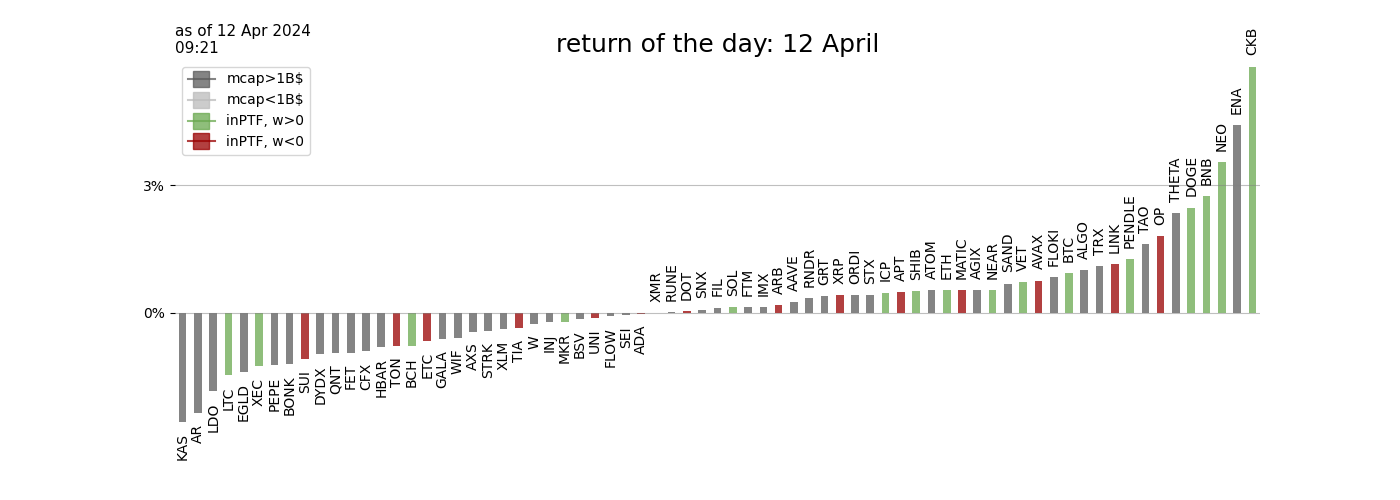 as of 12 Apr 2024
09:21
return of the day: 12 April
mcap>1B$
mcap<1B$
inPTF, w>0
inPTF, w<0
3%
0%
KAS
AR
LDO
LTC
EGLD
XEC
PEPE
BONK
SUI
DYDX
QNT
FET
CFX
HBAR
TON
BCH
ETC
GALA
WIF
AXS
STRK
XLM
TIA
W
INJ
MKR
BSV
UNI
FLOW
SEI
ADA
XMR
RUNE
DOT
SNX
FIL
SOL
FTM
IMX
ARB
AAVE
RNDR
GRT
XRP
ORDI
STX
ICP
APT
SHIB
ATOM
ETH
MATIC
AGIX
NEAR
SAND
VET
AVAX
FLOKI
BTC
ALGO
TRX
LINK
PENDLE
TAO
OP
THETA
DOGE
BNB
NEO
ENA
CKB